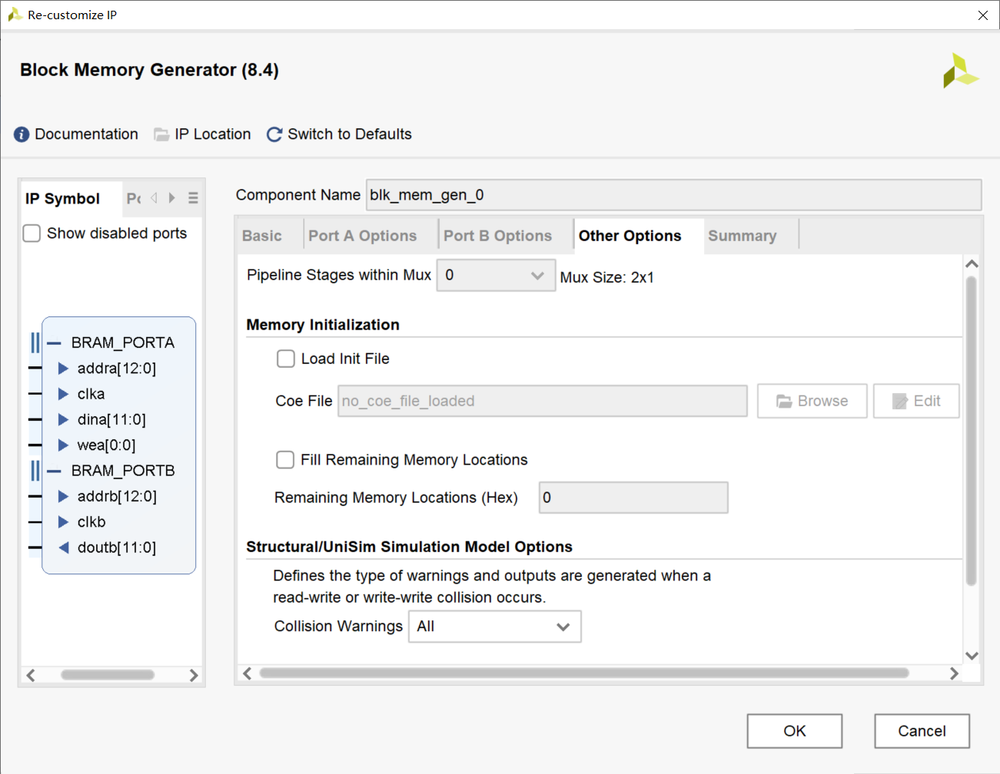 Re-customize IP
Block Memory Generator (8.4)
Documentation IP Location Switch to Defaults
IP Symbol
Show disabled ports
BRAM_PORTA
addra[12:0]
clka
dina[11:0]
wea[0:0]
BRAM_PORTB
addrb[12:0]
clkb
doutb[11:0]
Component Name blk_mem_gen_0
Basic Port A Options Port B Options Other Options Summary
Pipeline Stages within Mux 0 Mux Size: 2x1
Memory Initialization
Load Init File
Coe File no_coe_file_loaded Browse Edit
Fill Remaining Memory Locations
Remaining Memory Locations (Hex) 0
Structural/UniSim Simulation Model Options
Defines the type of warnings and outputs are generated when a
read-write or write-write collision occurs.
Collision Warnings All
OK Cancel